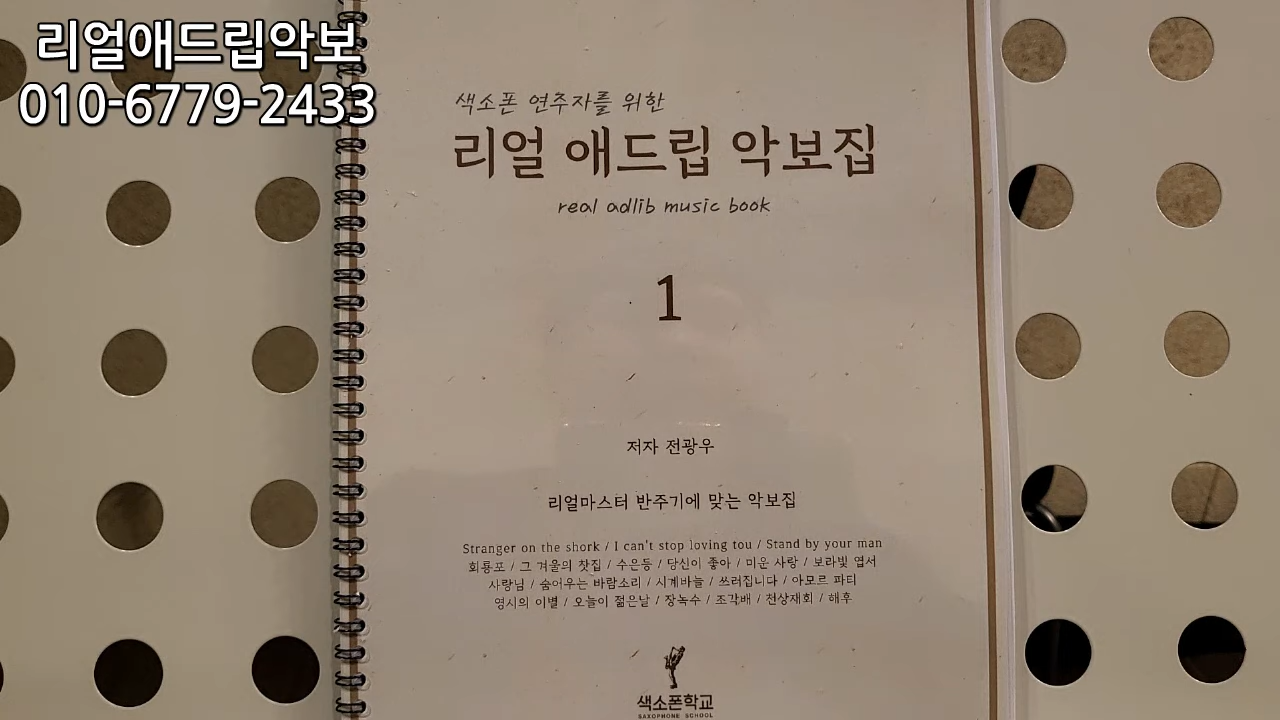 리얼애드립악보
010-6779-2433
색소폰 연주자를 위한
리얼 애드립 악보집
real adlib music book
1
저자 전광우
리얼마스터 반주기에 맞는 악보집
Stranger on the shork / I can't stop loving tou / Stand by your man
회룡포 / 그 겨울의 찻집 / 수은등 / 당신이 좋아 / 미운 사랑 / 보라빛 엽서
사랑님 / 숨어우는 바람소리 / 시계바늘 / 쓰러집니다 / 아모르 파티
영시의 이별 / 오늘이 젊은날 / 장녹수 / 조각배 / 천상재회 / 해후
색소폰학교
SAXOPHONE SCHOOL